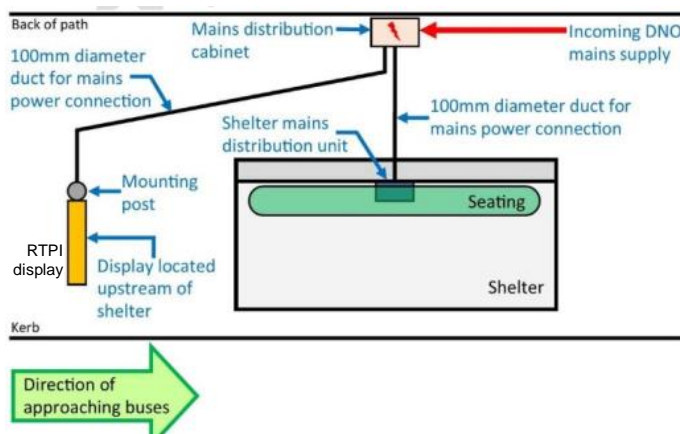 Back of path
Mains distribution
cabinet
Incoming DNO
mains supply
100mm diameter
duct for mains
power connection
100mm diameter duct for
mains power connection
Shelter mains
distribution unit
Mounting
post
Seating
RTPI
display
Display located
upstream of
shelter
Shelter
Kerb
Direction of
approaching buses